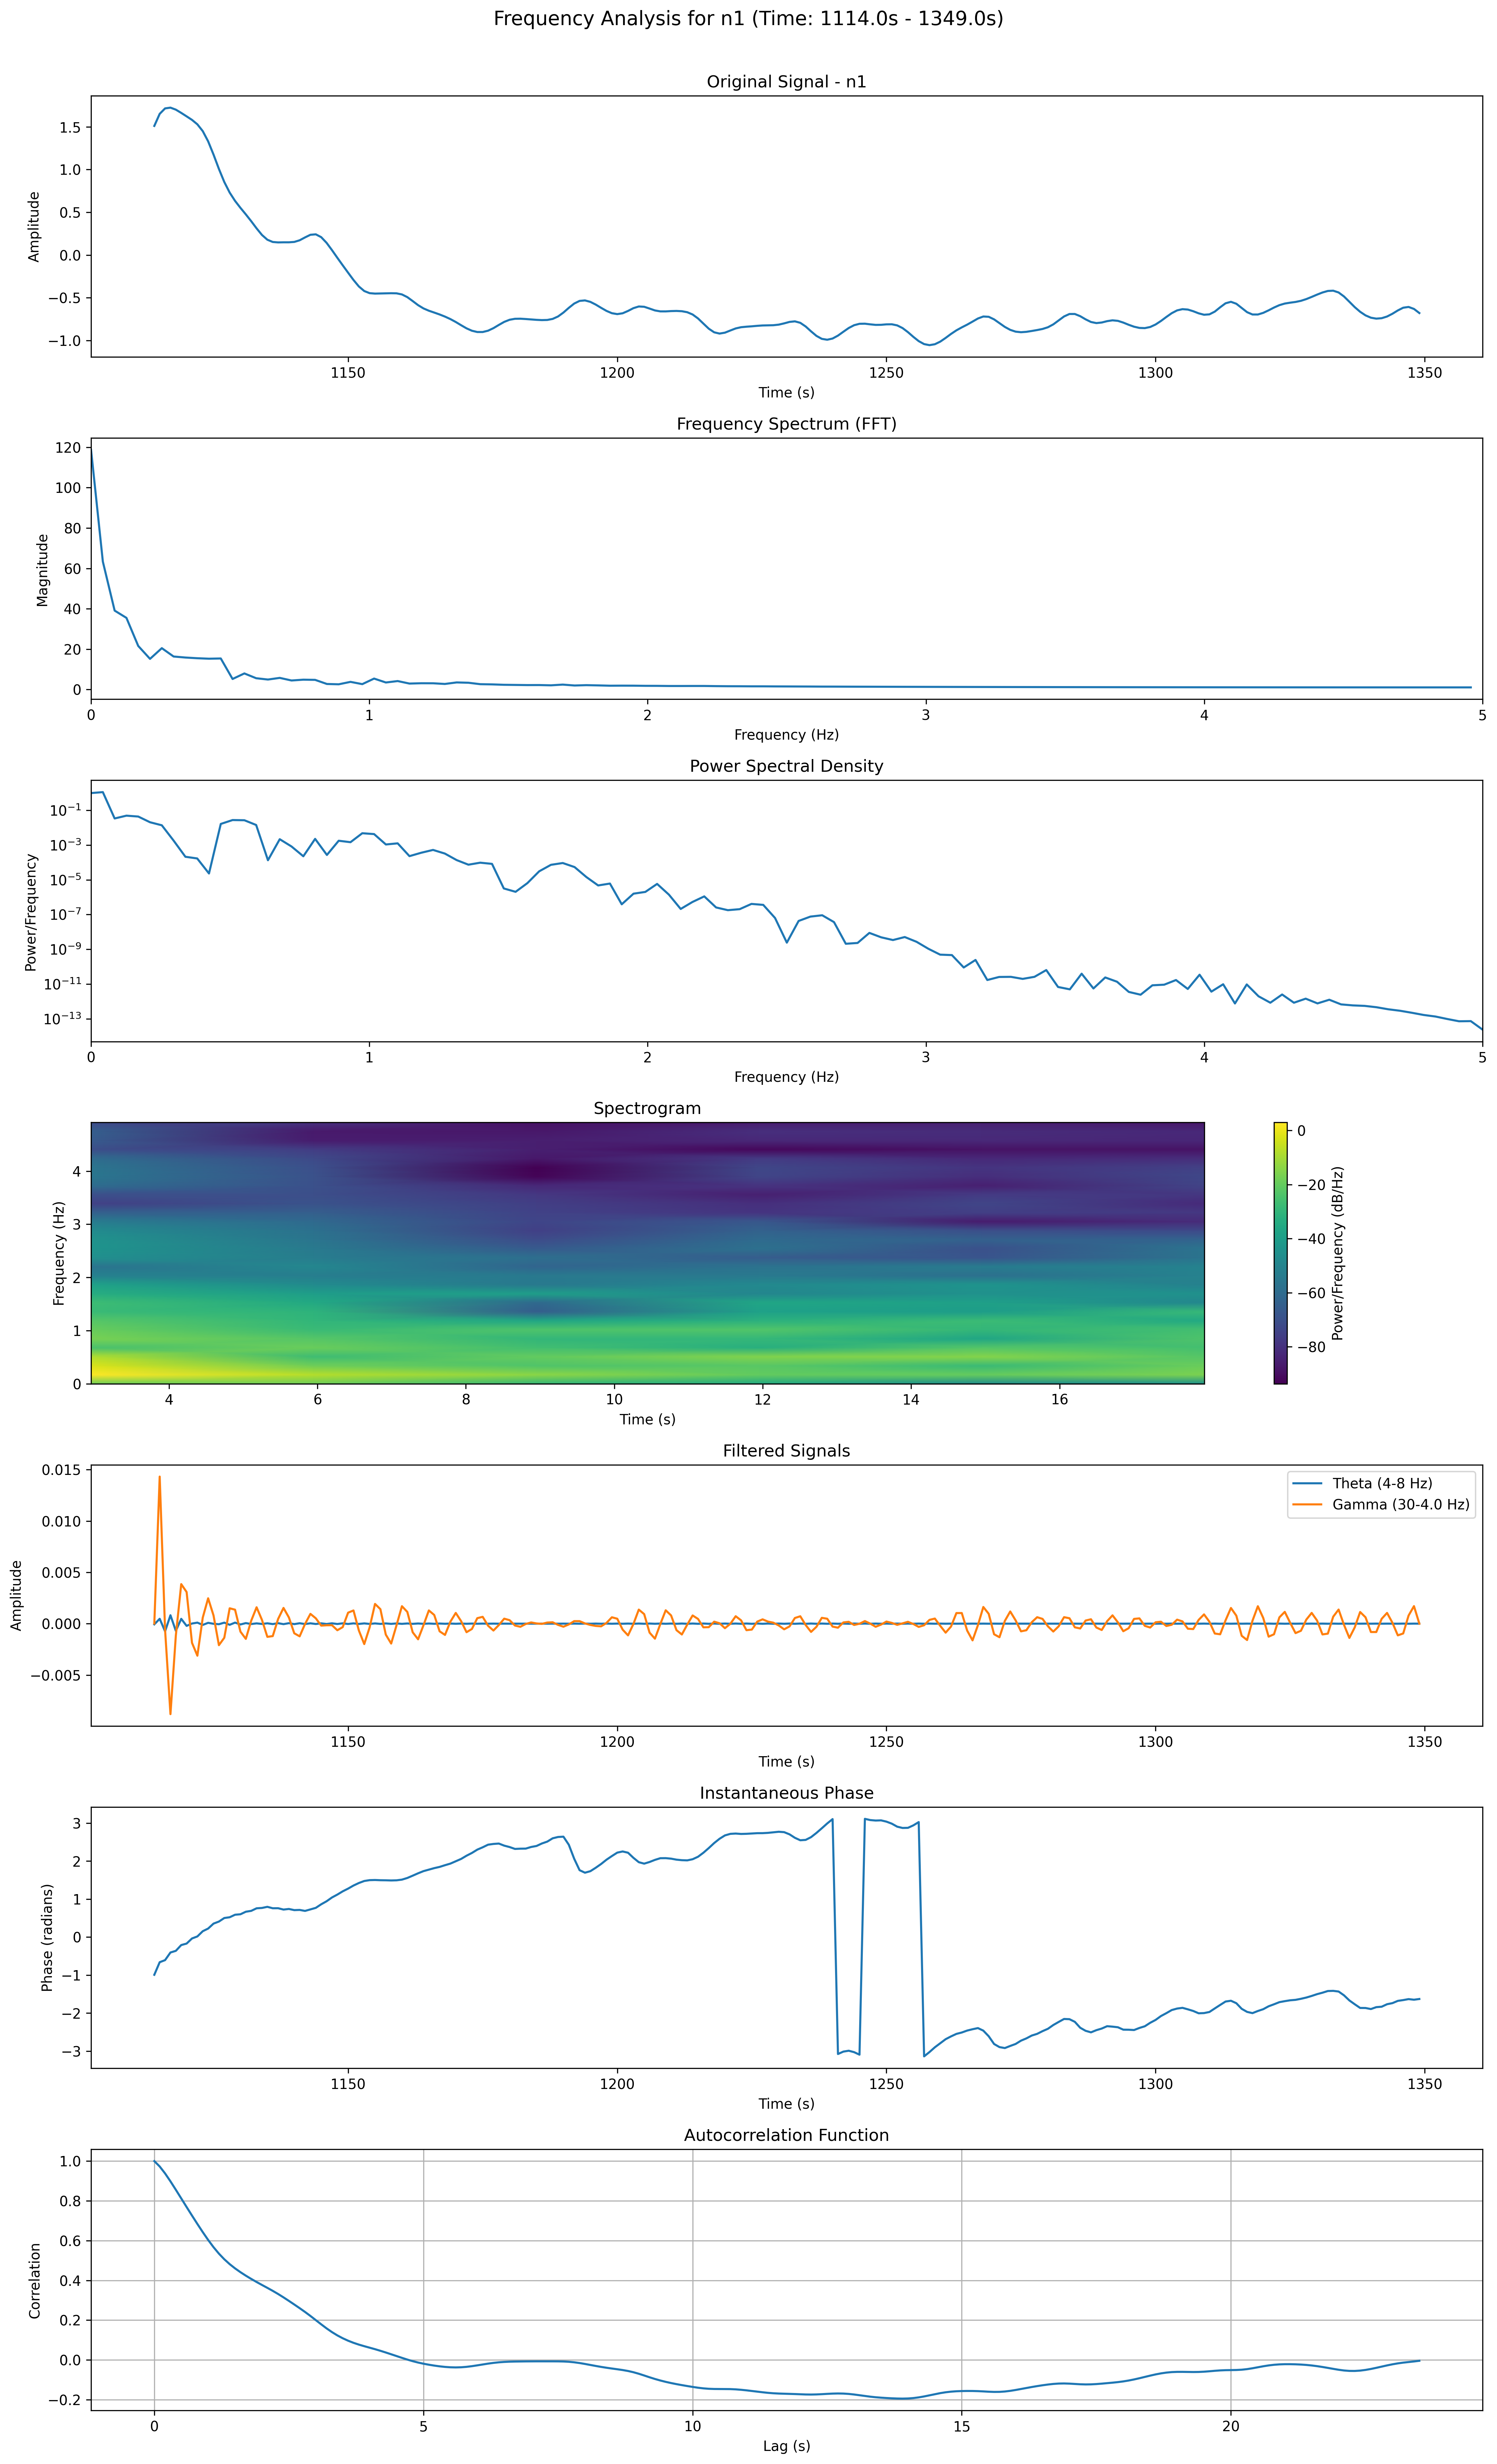 Frequency Analysis for n1 (Time: 1114.0s - 1349.0s)
Original Signal - n1
1.5
1.0
0.5
0.0
−0.5
−1.0
Amplitude
1150 1200 1250 1300 1350
Time (s)
Frequency Spectrum (FFT)
120
100
80
60
40
20
0
Magnitude
0 1 2 3 4 5
Frequency (Hz)
Power Spectral Density
10⁻¹
10⁻³
10⁻⁵
10⁻⁷
10⁻⁹
10⁻¹¹
10⁻¹³
Power/Frequency
0 1 2 3 4 5
Frequency (Hz)
Spectrogram
4
3
2
1
0
Frequency (Hz)
4 6 8 10 12 14 16
Time (s)
0
−20
−40
−60
−80
Power/Frequency (dB/Hz)
Filtered Signals
0.015
0.010
0.005
0.000
−0.005
Amplitude
Theta (4-8 Hz)
Gamma (30-4.0 Hz)
1150 1200 1250 1300 1350
Time (s)
Instantaneous Phase
3
2
1
0
−1
−2
−3
Phase (radians)
1150 1200 1250 1300 1350
Time (s)
Autocorrelation Function
1.0
0.8
0.6
0.4
0.2
0.0
−0.2
Correlation
0 5 10 15 20
Lag (s)